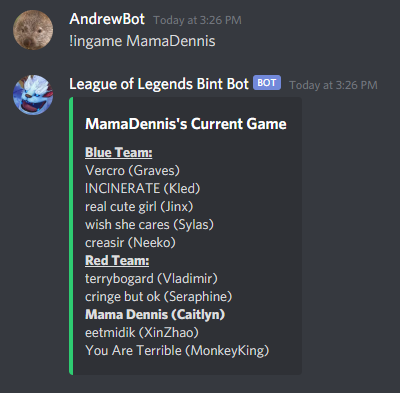 AndrewBot Today at 3:26 PM
!ingame MamaDennis
League of Legends Bint Bot BOT Today at 3:26 PM
MamaDennis's Current Game
Blue Team:
Vercro (Graves)
INCINERATE (Kled)
real cute girl (Jinx)
wish she cares (Sylas)
creasir (Neeko)
Red Team:
terrybogard (Vladimir)
cringe but ok (Seraphine)
Mama Dennis (Caitlyn)
eetmidik (XinZhao)
You Are Terrible (MonkeyKing)